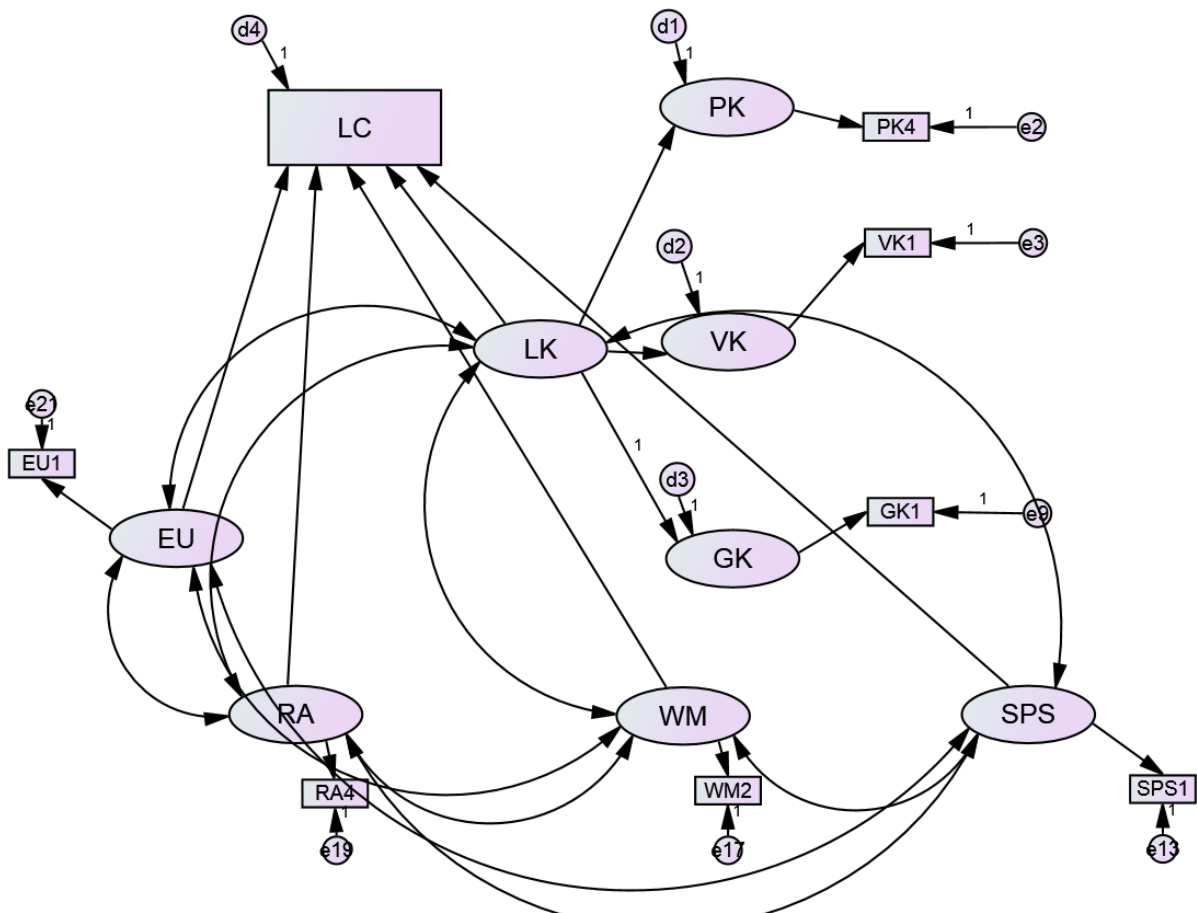 d4
1
LC
d1
1
PK
PK4
1
e2
d2
1
VK
VK1
1
e3
LK
1
d3
1
GK
GK1
1
e9
e21
1
EU1
EU
RA
RA4
1
e19
WM
WM2
1
e17
SPS
SPS1
1
e13